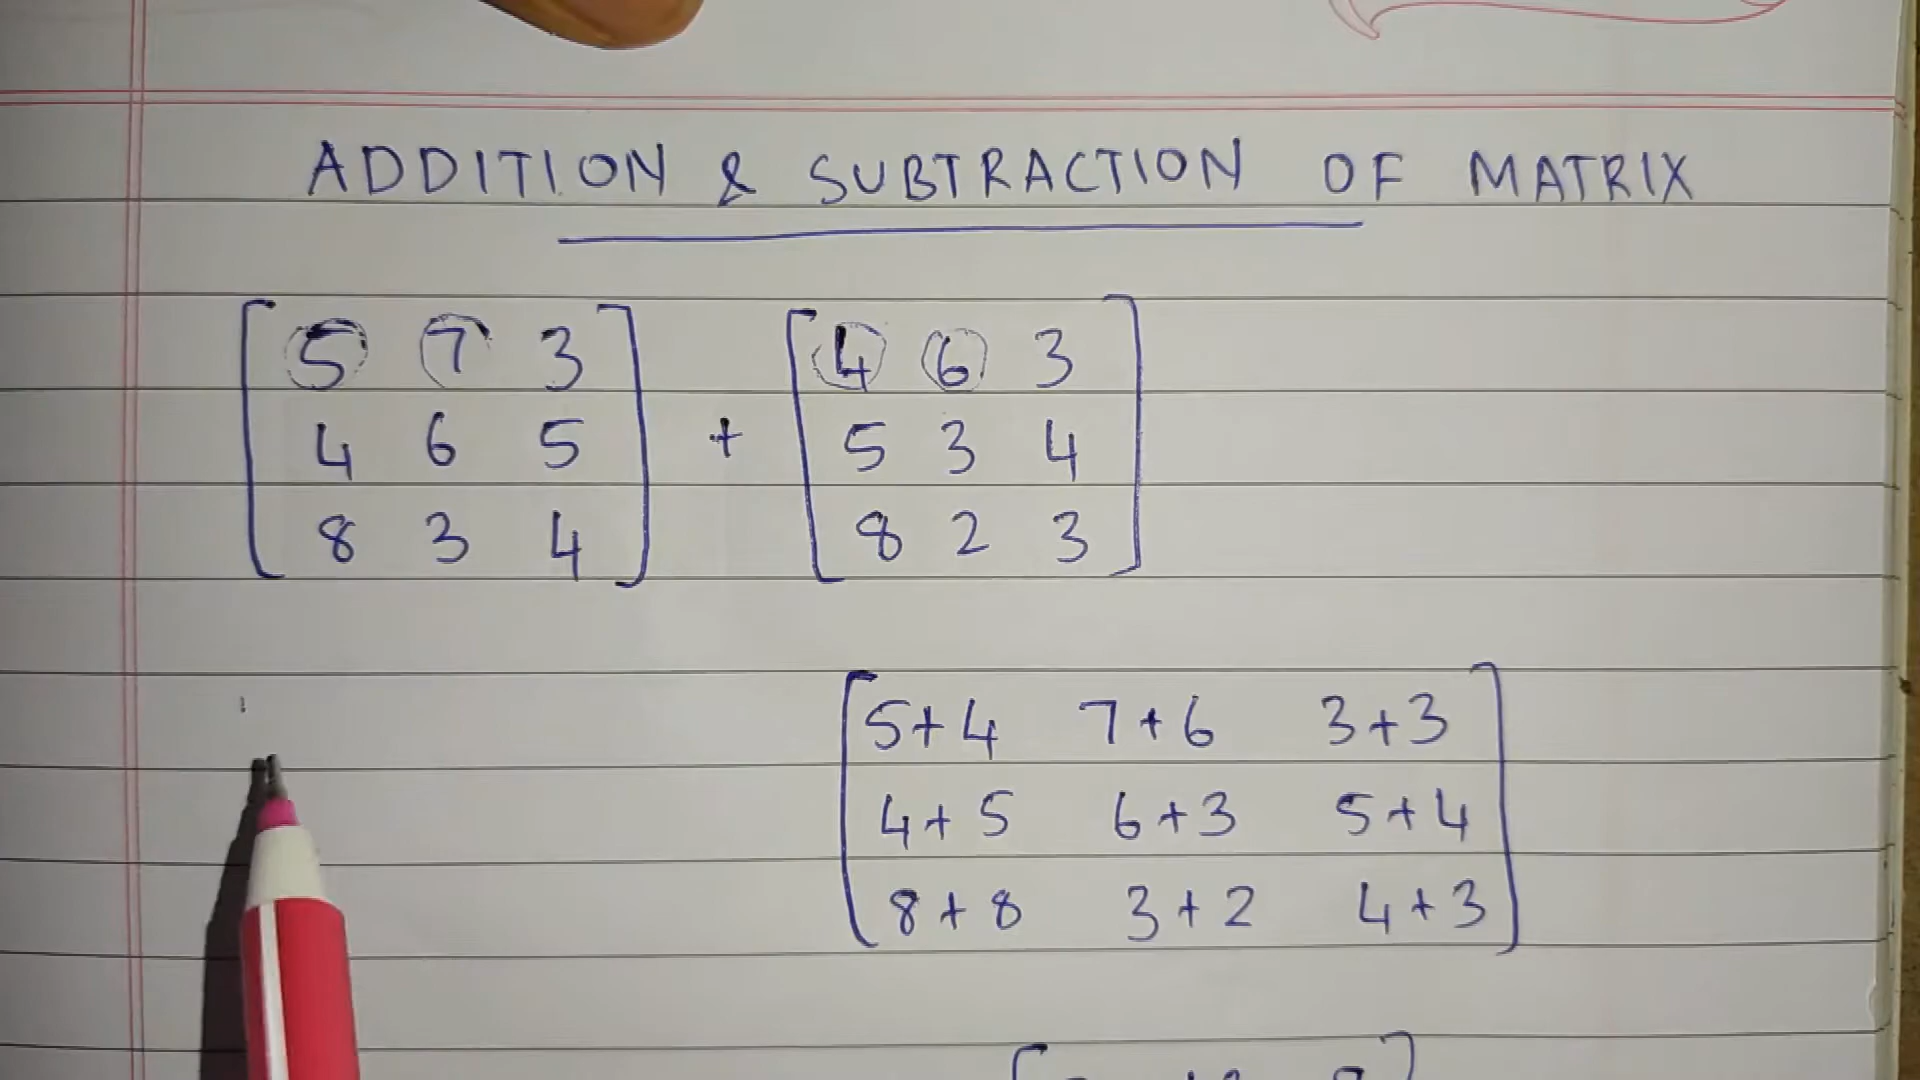 ADDITION & SUBTRACTION OF MATRIX
5 7 3 4 6 3
4 6 5 + 5 3 4
8 3 4 8 2 3
5+4 7+6 3+3
4+5 6+3 5+4
8+8 3+2 4+3